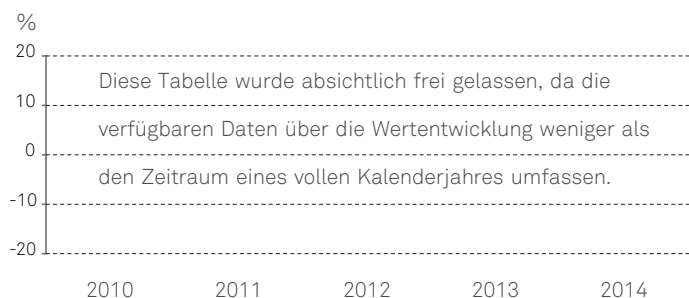 %
20
Diese Tabelle wurde absichtlich frei gelassen, da die
10
verfügbaren Daten über die Wertentwicklung weniger als
0
den Zeitraum eines vollen Kalenderjahres umfassen.
-10
-20
2010 2011 2012 2013 2014